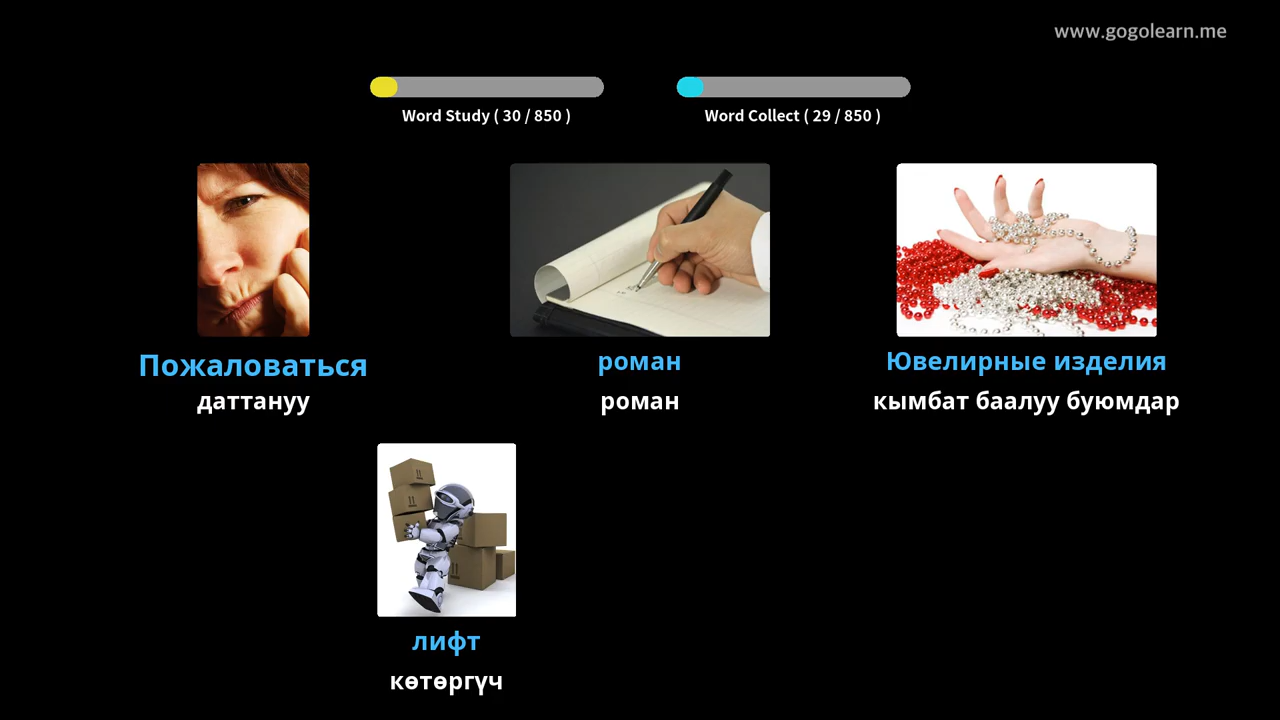 www.gogolearn.me
Word Study ( 30 / 850 )
Word Collect ( 29 / 850 )
Пожаловаться
даттануу
роман
роман
Ювелирные изделия
кымбат баалуу буюмдар
лифт
көтөргүч